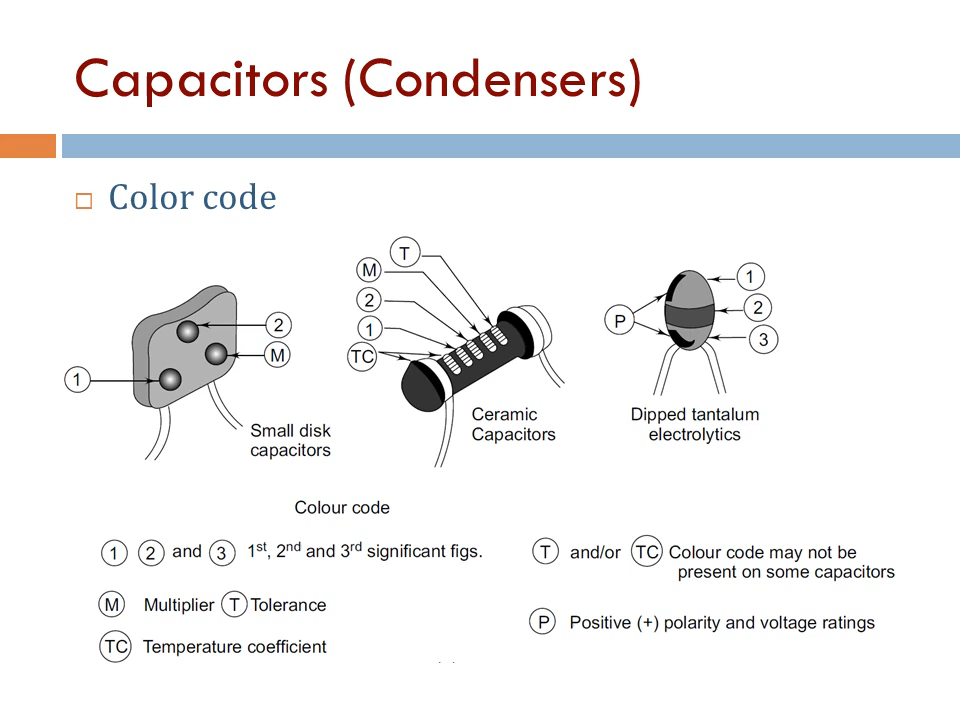 Capacitors (Condensers)
Color code
T
M
2
1
TC
2
M
1
Small disk
capacitors
Ceramic
Capacitors
P
1
2
3
Dipped tantalum
electrolytics
Colour code
1 2 and 3 1st, 2nd and 3rd significant figs.
M Multiplier T Tolerance
TC Temperature coefficient
T and/or TC Colour code may not be
present on some capacitors
P Positive (+) polarity and voltage ratings